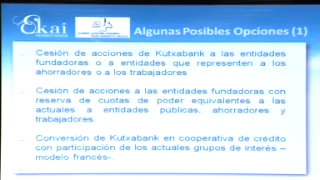 Ekai
Algunas Posibles Opciones (1)
Cesión de acciones de Kutxabank a las entidades
fundadoras o a entidades que representen a los
ahorradores o a los trabajadores
Cesión de acciones a las entidades fundadoras con
reserva de cuotas de poder equivalentes a las
actuales a entidades públicas, ahorradores y
trabajadores.
Conversión de Kutxabank en cooperativa de crédito
con participación de los actuales grupos de interés –
modelo francés-.